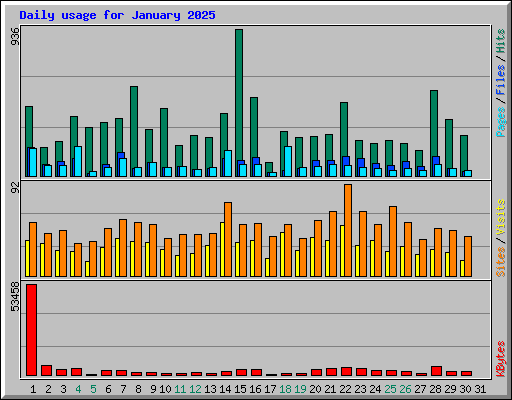 Daily usage for January 2025
936
Pages / Files / Hits
92
Sites / Visits
53458
KBytes
1 2 3 4 5 6 7 8 9 10 11 12 13 14 15 16 17 18 19 20 21 22 23 24 25 26 27 28 29 30 31